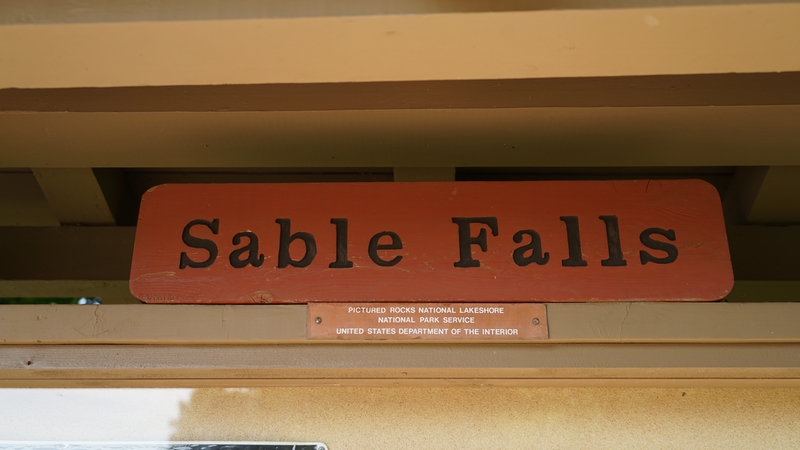 Sable Falls
PICTURED ROCKS NATIONAL LAKESHORE
NATIONAL PARK SERVICE
UNITED STATES DEPARTMENT OF THE INTERIOR